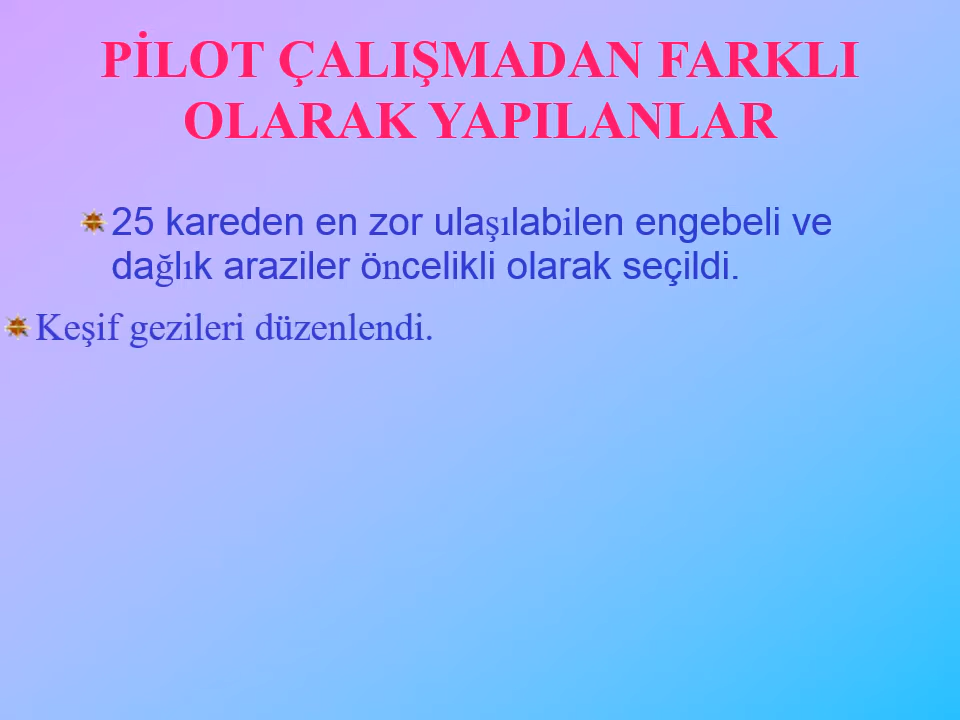 PİLOT ÇALIŞMADAN FARKLI
OLARAK YAPILANLAR
25 kareden en zor ulaşılabilen engebeli ve
dağlık araziler öncelikli olarak seçildi.
Keşif gezileri düzenlendi.